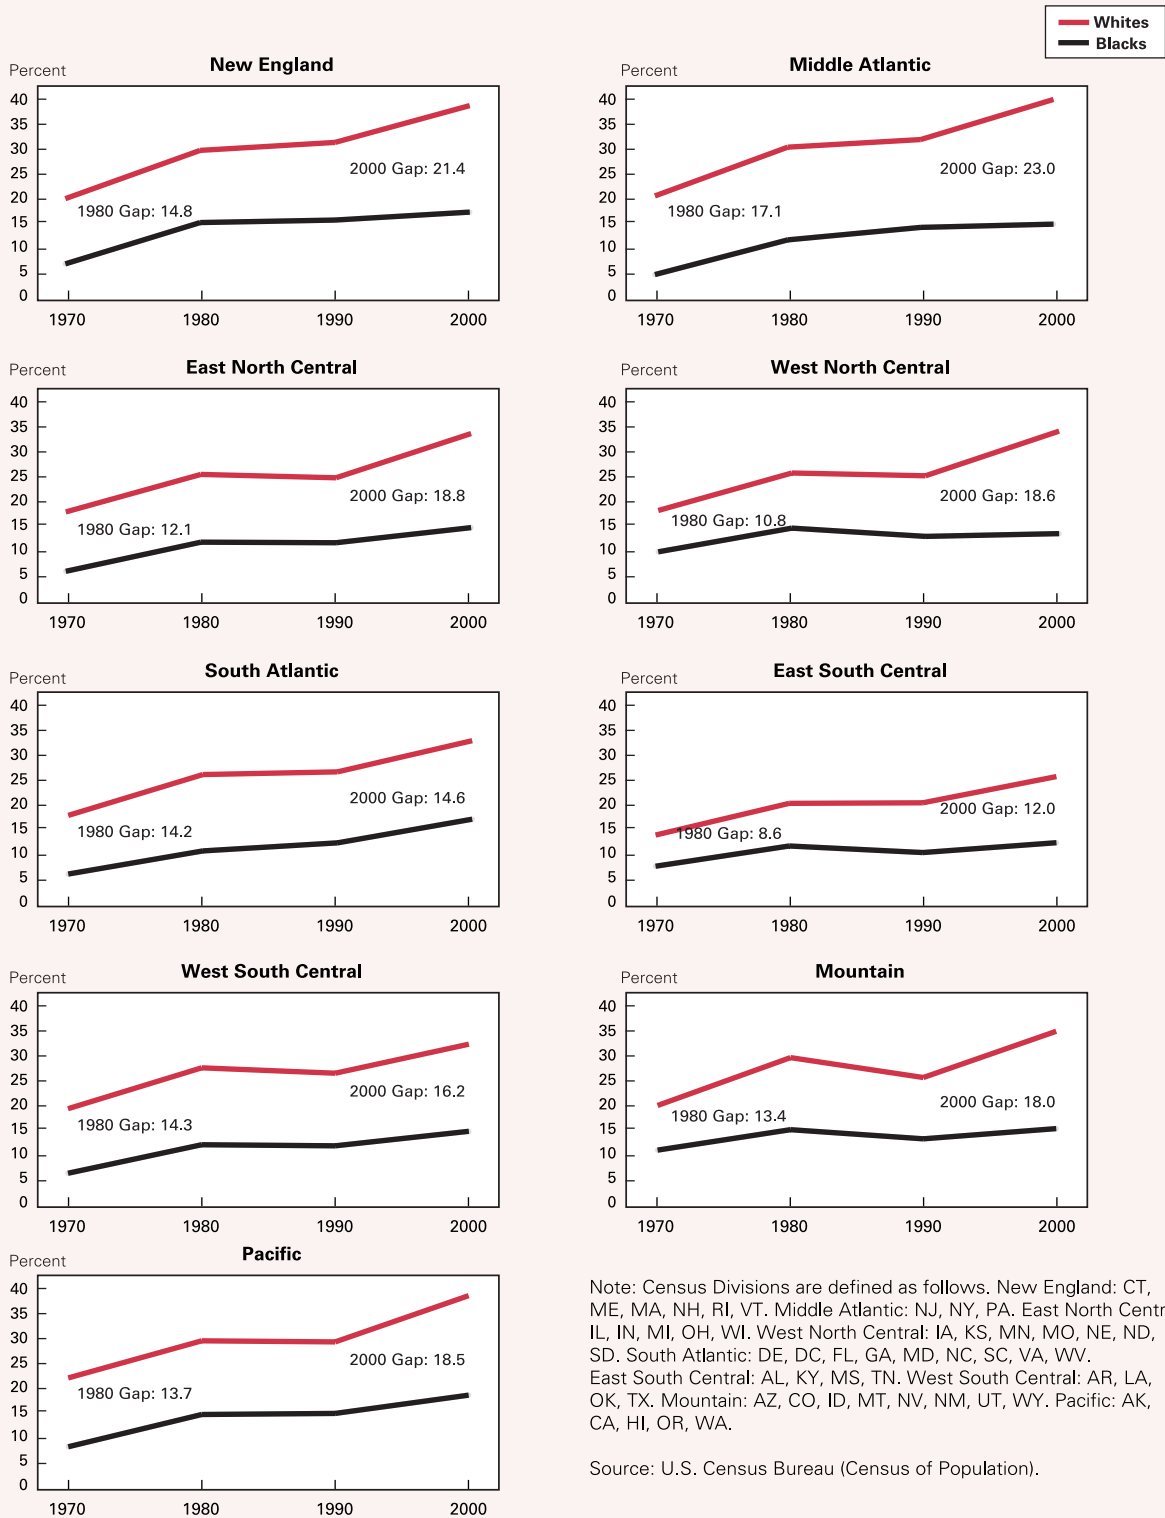 Whites
Blacks
Percent
New England
40
35
30
25
20
15
10
5
0
2000 Gap: 21.4
1980 Gap: 14.8
1970 1980 1990 2000
Percent
Middle Atlantic
40
35
30
25
20
15
10
5
0
2000 Gap: 23.0
1980 Gap: 17.1
1970 1980 1990 2000
Percent
East North Central
40
35
30
25
20
15
10
5
0
2000 Gap: 18.8
1980 Gap: 12.1
1970 1980 1990 2000
Percent
West North Central
40
35
30
25
20
15
10
5
0
2000 Gap: 18.6
1980 Gap: 10.8
1970 1980 1990 2000
Percent
South Atlantic
40
35
30
25
20
15
10
5
0
2000 Gap: 14.6
1980 Gap: 14.2
1970 1980 1990 2000
Percent
East South Central
40
35
30
25
20
15
10
5
0
2000 Gap: 12.0
1980 Gap: 8.6
1970 1980 1990 2000
Percent
West South Central
40
35
30
25
20
15
10
5
0
2000 Gap: 16.2
1980 Gap: 14.3
1970 1980 1990 2000
Percent
Mountain
40
35
30
25
20
15
10
5
0
2000 Gap: 18.0
1980 Gap: 13.4
1970 1980 1990 2000
Percent
Pacific
40
35
30
25
20
15
10
5
0
2000 Gap: 18.5
1980 Gap: 13.7
1970 1980 1990 2000
Note: Census Divisions are defined as follows. New England: CT,
ME, MA, NH, RI, VT. Middle Atlantic: NJ, NY, PA. East North Centr
IL, IN, MI, OH, WI. West North Central: IA, KS, MN, MO, NE, ND,
SD. South Atlantic: DE, DC, FL, GA, MD, NC, SC, VA, WV.
East South Central: AL, KY, MS, TN. West South Central: AR, LA,
OK, TX. Mountain: AZ, CO, ID, MT, NV, NM, UT, WY. Pacific: AK,
CA, HI, OR, WA.
Source: U.S. Census Bureau (Census of Population).